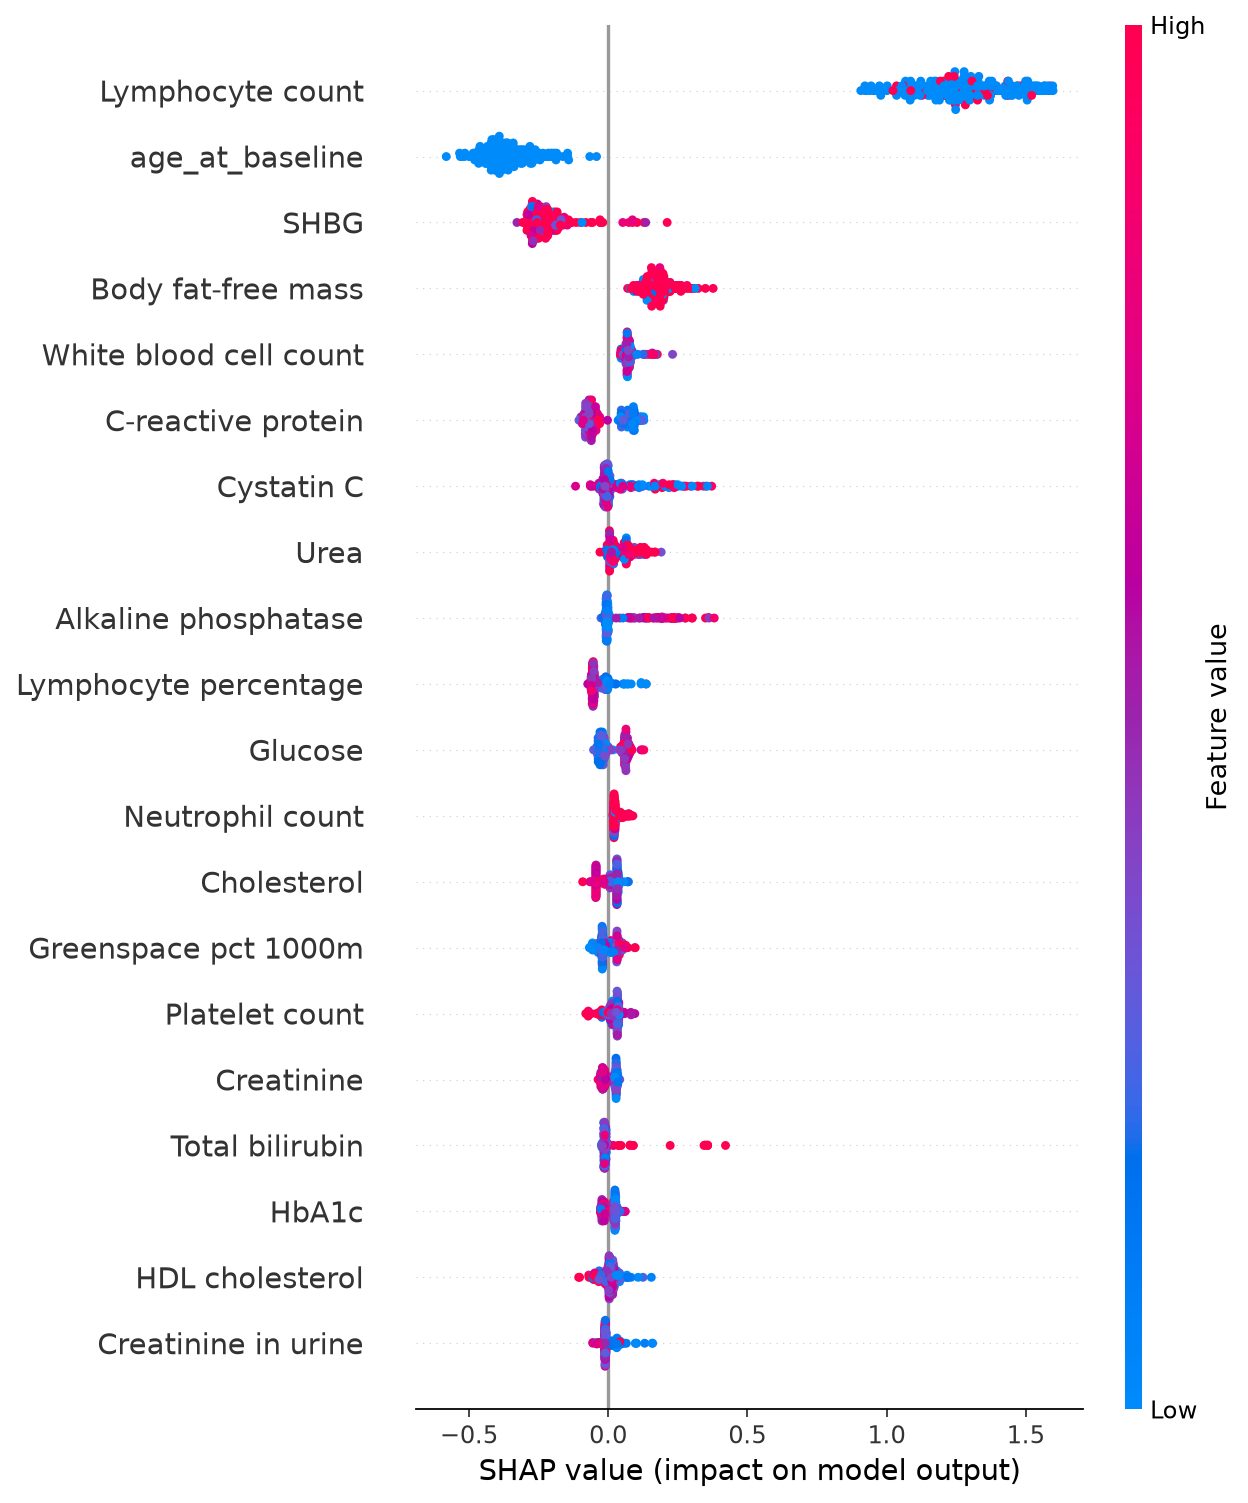 High
Lymphocyte count
age_at_baseline
SHBG
Body fat-free mass
White blood cell count
C-reactive protein
Cystatin C
Urea
Alkaline phosphatase
Lymphocyte percentage
Glucose
Neutrophil count
Cholesterol
Greenspace pct 1000m
Platelet count
Creatinine
Total bilirubin
HbA1c
HDL cholesterol
Creatinine in urine
Feature value
Low
−0.5 0.0 0.5 1.0 1.5
SHAP value (impact on model output)